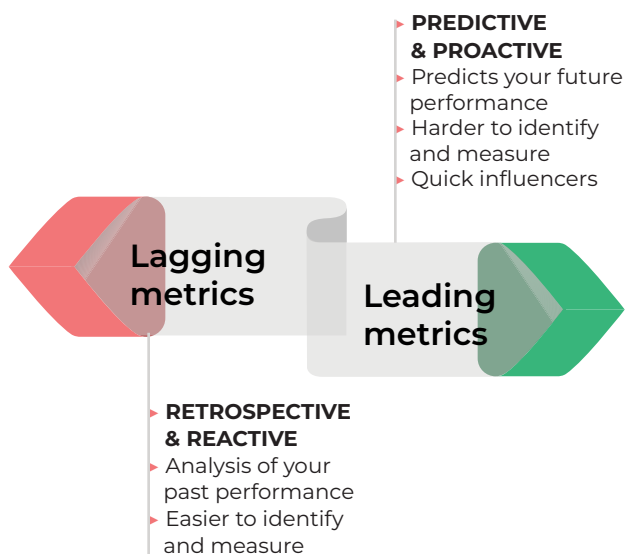 PREDICTIVE
& PROACTIVE
Predicts your future
performance
Harder to identify
and measure
Quick influencers
Lagging
metrics
Leading
metrics
RETROSPECTIVE
& REACTIVE
Analysis of your
past performance
Easier to identify
and measure